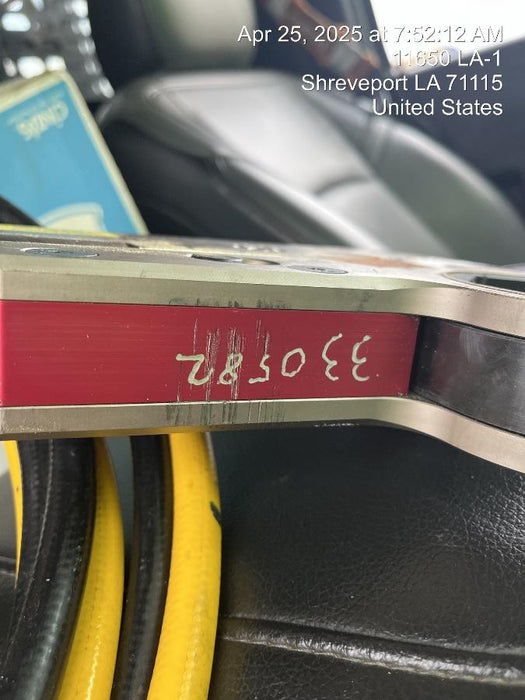 Apr 25, 2025 at 7:52:12 AM
11650 LA-1
Shreveport LA 71115
United States
330582